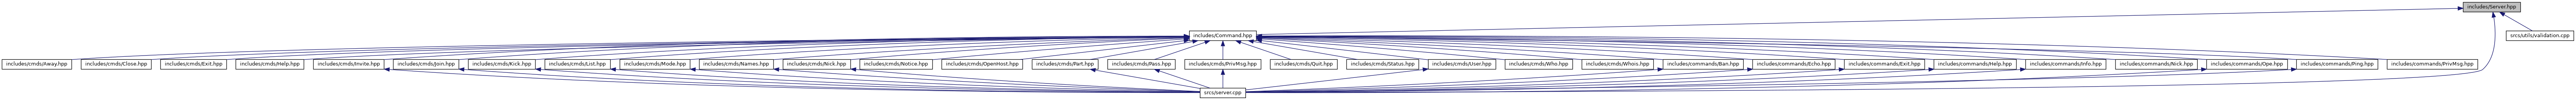 includes/Server.hpp
includes/Command.hpp
srcs/utils/validation.cpp
includes/cmds/Away.hpp
includes/cmds/Close.hpp
includes/cmds/Exit.hpp
includes/cmds/Help.hpp
includes/cmds/Invite.hpp
includes/cmds/Join.hpp
includes/cmds/Kick.hpp
includes/cmds/List.hpp
includes/cmds/Mode.hpp
includes/cmds/Names.hpp
includes/cmds/Nick.hpp
includes/cmds/Notice.hpp
includes/cmds/OpenHost.hpp
includes/cmds/Part.hpp
includes/cmds/Pass.hpp
includes/cmds/PrivMsg.hpp
includes/cmds/Quit.hpp
includes/cmds/Status.hpp
includes/cmds/User.hpp
includes/cmds/Who.hpp
includes/cmds/Whois.hpp
includes/commands/Ban.hpp
includes/commands/Echo.hpp
includes/commands/Exit.hpp
includes/commands/Help.hpp
includes/commands/Info.hpp
includes/commands/Nick.hpp
includes/commands/Ope.hpp
includes/commands/Ping.hpp
includes/commands/PrivMsg.hpp
srcs/server.cpp